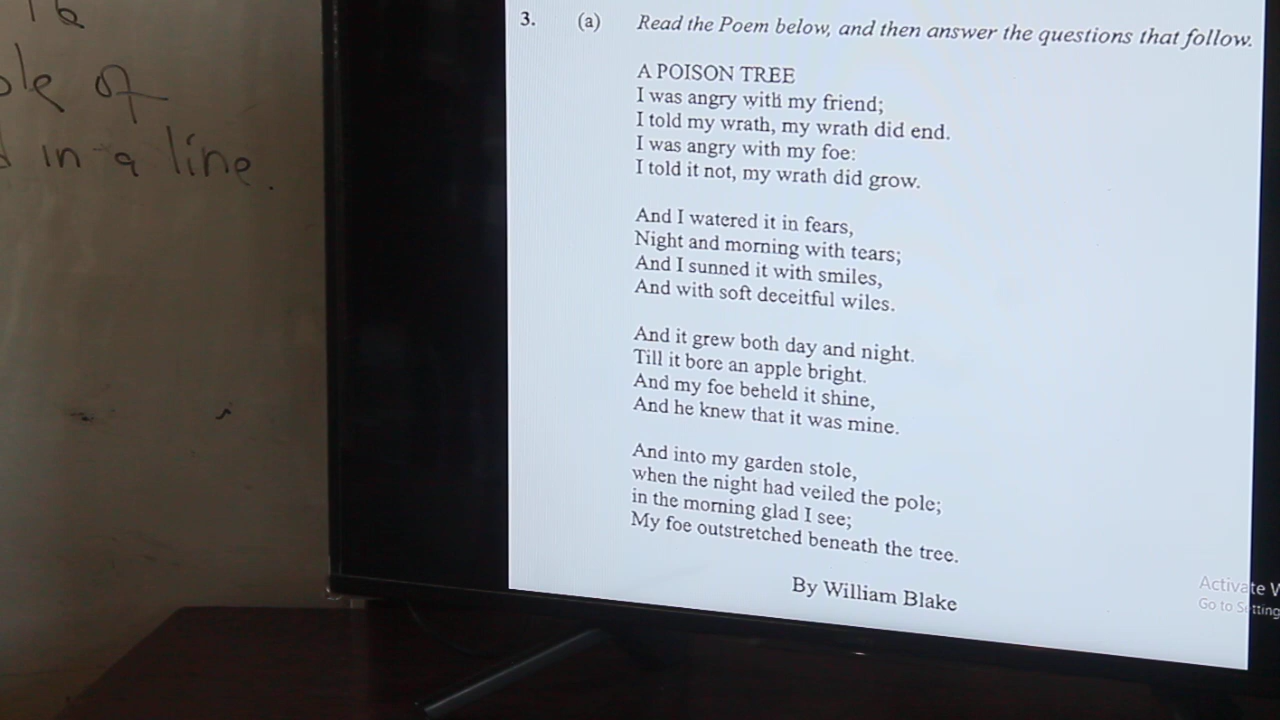 of
in a line.
3. (a) Read the Poem below, and then answer the questions that follow.
A POISON TREE
I was angry with my friend;
I told my wrath, my wrath did end.
I was angry with my foe:
I told it not, my wrath did grow.
And I watered it in fears,
Night and morning with tears;
And I sunned it with smiles,
And with soft deceitful wiles.
And it grew both day and night.
Till it bore an apple bright.
And my foe beheld it shine,
And he knew that it was mine.
And into my garden stole,
when the night had veiled the pole;
in the morning glad I see;
My foe outstretched beneath the tree.
By William Blake
Activate
Go to Setting